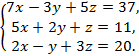 7x − 3y + 5z = 37,
5x + 2y + z = 11,
2x − y + 3z = 20.